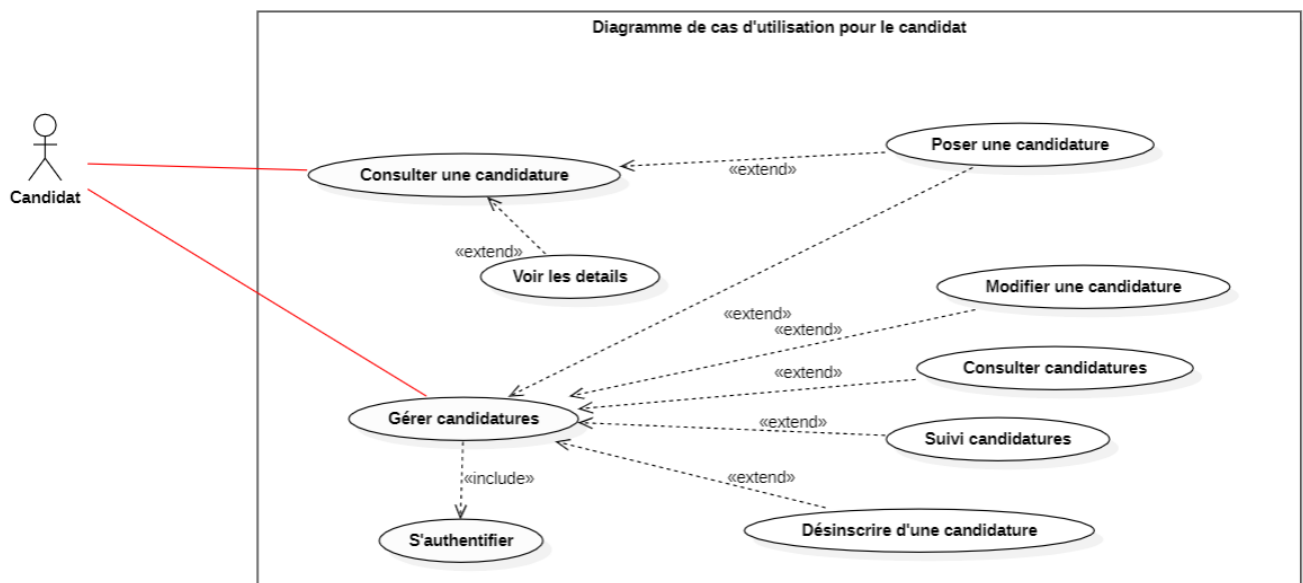 Diagramme de cas d'utilisation pour le candidat
Candidat
Consulter une candidature
«extend»
Poser une candidature
«extend»
Voir les details
«extend»
Modifier une candidature
«extend»
Consulter candidatures
«extend»
Gérer candidatures
«extend»
Suivi candidatures
«include»
«extend»
Désinscrire d'une candidature
S'authentifier